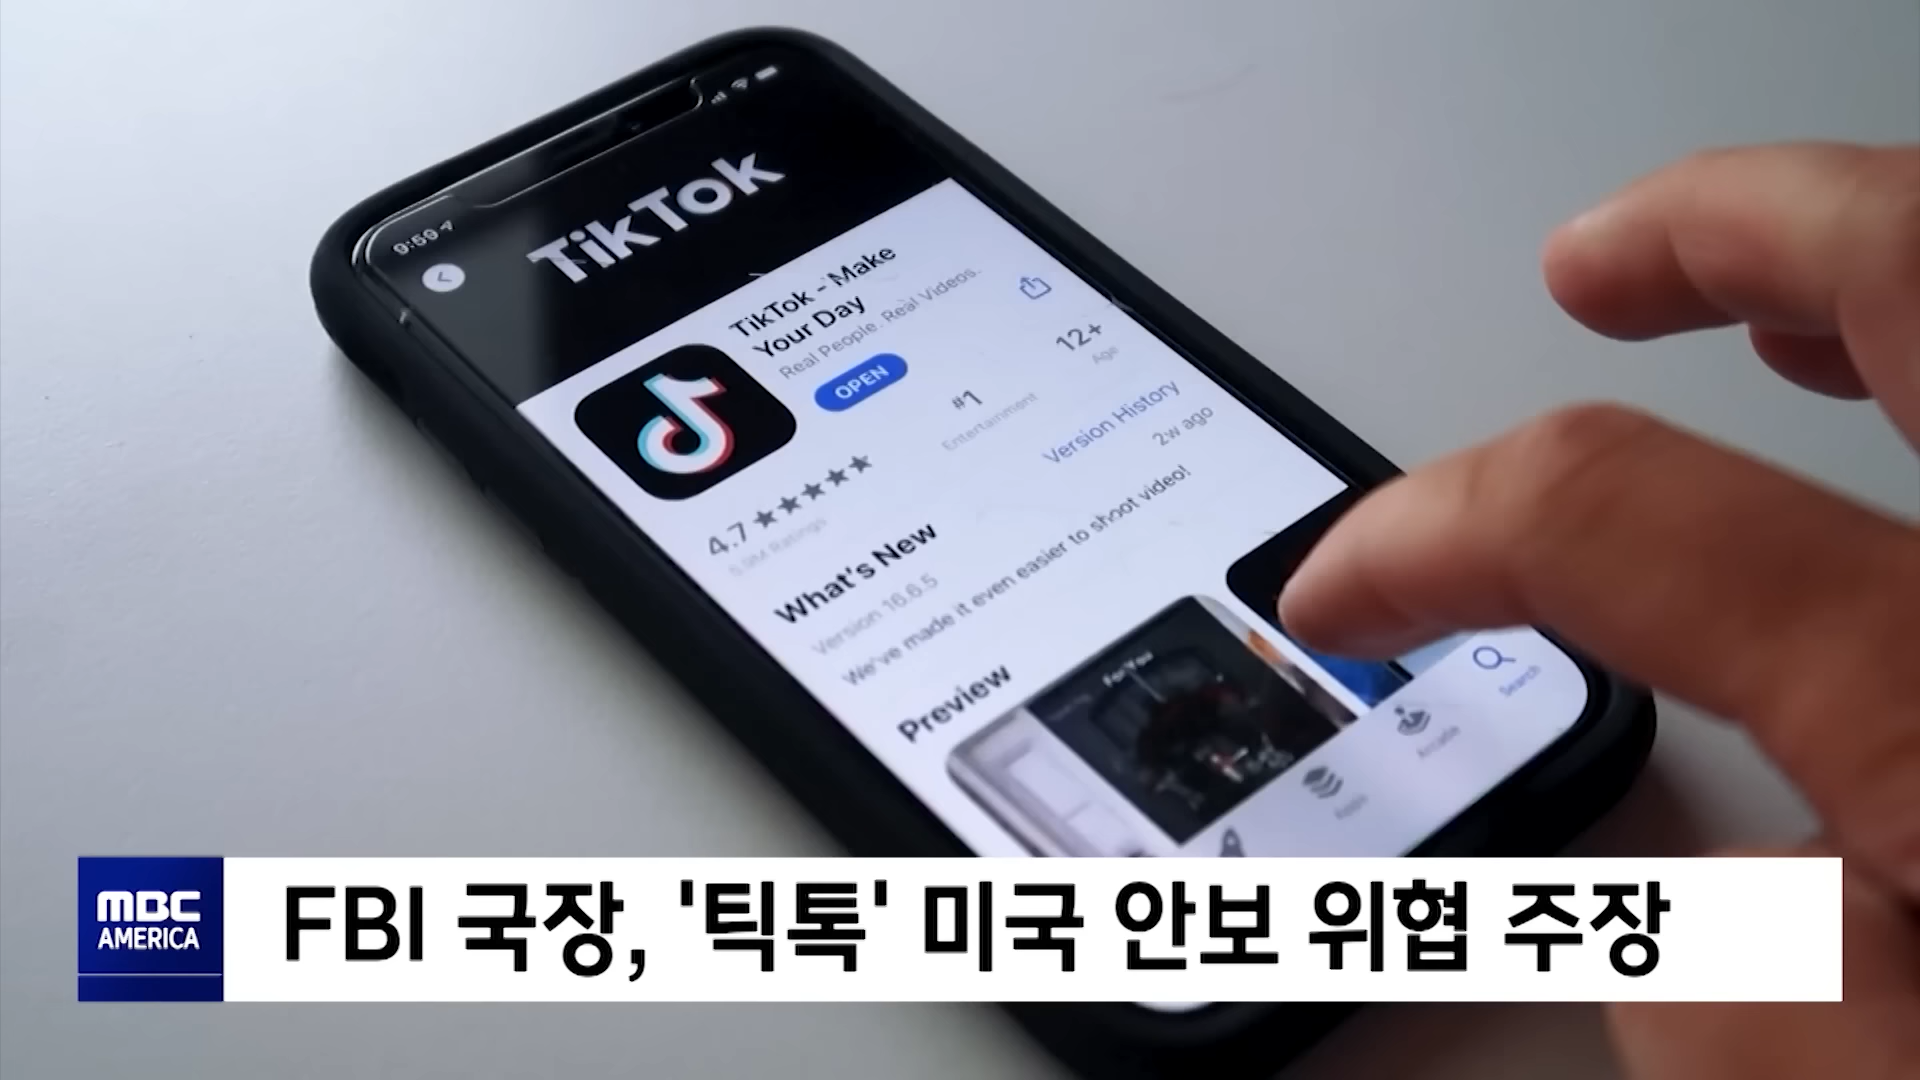 9:59
TikTok
TikTok - Make
Your Day
Real People. Real Videos.
OPEN
4.7 ★★★★★
#1
Entertainment
12+
Age
What's New
Version History
Version 16.6.5
2w ago
We've made it even easier to shoot video!
Preview
For You
Apps
Arcade
Search
MBC
AMERICA
FBI 국장, '틱톡' 미국 안보 위협 주장